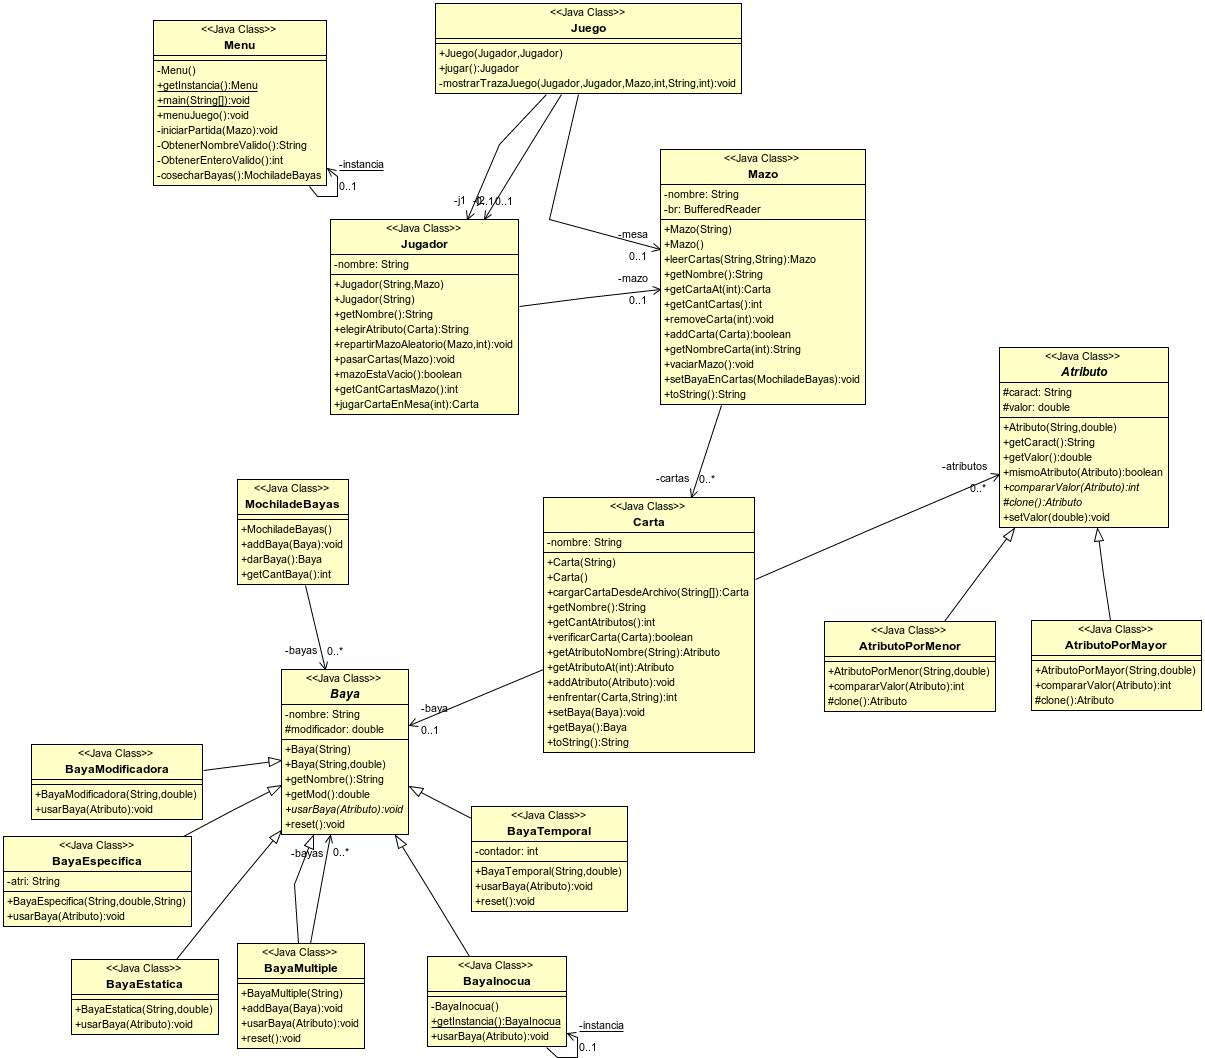 <<Java Class>>
Menu
-Menu()
+getInstancia():Menu
+main(String[]):void
+menuJuego():void
-iniciarPartida(Mazo):void
-ObtenerNombreValido():String
-ObtenerEnteroValido():int
-cosecharBayas():MochiladeBayas
-instancia
0..1
<<Java Class>>
Juego
+Juego(Jugador,Jugador)
+jugar():Jugador
-mostrarTrazaJuego(Jugador,Jugador,Mazo,int,String,int):void
-j1
-j2
0..1
0..1
-mesa
0..1
<<Java Class>>
Jugador
-nombre: String
+Jugador(String,Mazo)
+Jugador(String)
+getNombre():String
+elegirAtributo(Carta):String
+repartirMazoAleatorio(Mazo,int):void
+pasarCartas(Mazo):void
+mazoEstaVacio():boolean
+getCantCartasMazo():int
+jugarCartaEnMesa(int):Carta
-mazo
0..1
<<Java Class>>
Mazo
-nombre: String
-br: BufferedReader
+Mazo(String)
+Mazo()
+leerCartas(String,String):Mazo
+getNombre():String
+getCartaAt(int):Carta
+getCantCartas():int
+removeCarta(int):void
+addCarta(Carta):boolean
+getNombreCarta(int):String
+vaciarMazo():void
+setBayaEnCartas(MochiladeBayas):void
+toString():String
-cartas
0..*
<<Java Class>>
Atributo
#caract: String
#valor: double
+Atributo(String,double)
+getCaract():String
+getValor():double
+mismoAtributo(Atributo):boolean
+compararValor(Atributo):int
#clone():Atributo
+setValor(double):void
-atributos
0..*
<<Java Class>>
MochiladeBayas
+MochiladeBayas()
+addBaya(Baya):void
+darBaya():Baya
+getCantBaya():int
-bayas
0..*
<<Java Class>>
Carta
-nombre: String
+Carta(String)
+Carta()
+cargarCartaDesdeArchivo(String[]):Carta
+getNombre():String
+getCantAtributos():int
+verificarCarta(Carta):boolean
+getAtributoNombre(String):Atributo
+getAtributoAt(int):Atributo
+addAtributo(Atributo):void
+enfrentar(Carta,String):int
+setBaya(Baya):void
+getBaya():Baya
+toString():String
-baya
0..1
<<Java Class>>
AtributoPorMenor
+AtributoPorMenor(String,double)
+compararValor(Atributo):int
#clone():Atributo
<<Java Class>>
AtributoPorMayor
+AtributoPorMayor(String,double)
+compararValor(Atributo):int
#clone():Atributo
<<Java Class>>
Baya
-nombre: String
#modificador: double
+Baya(String)
+Baya(String,double)
+getNombre():String
+getMod():double
+usarBaya(Atributo):void
+reset():void
<<Java Class>>
BayaModificadora
+BayaModificadora(String,double)
+usarBaya(Atributo):void
<<Java Class>>
BayaEspecifica
-atri: String
+BayaEspecifica(String,double,String)
+usarBaya(Atributo):void
-bayas
0..*
<<Java Class>>
BayaTemporal
-contador: int
+BayaTemporal(String,double)
+usarBaya(Atributo):void
+reset():void
<<Java Class>>
BayaEstatica
+BayaEstatica(String,double)
+usarBaya(Atributo):void
<<Java Class>>
BayaMultiple
+BayaMultiple(String)
+addBaya(Baya):void
+usarBaya(Atributo):void
+reset():void
<<Java Class>>
BayaInocua
-BayaInocua()
+getInstancia():BayaInocua
+usarBaya(Atributo):void
-instancia
0..1